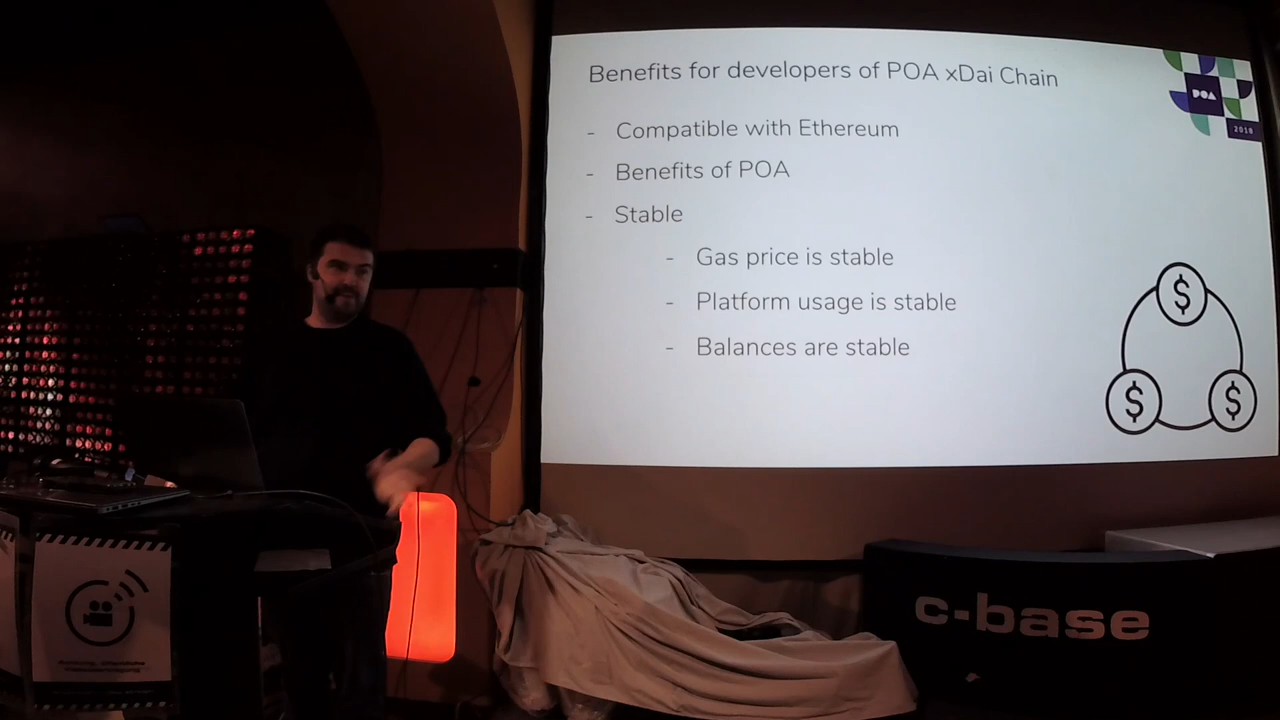 Benefits for developers of POA xDai Chain
- Compatible with Ethereum
- Benefits of POA
- Stable
- Gas price is stable
- Platform usage is stable
- Balances are stable
POA
2018
$
$
$
c-base